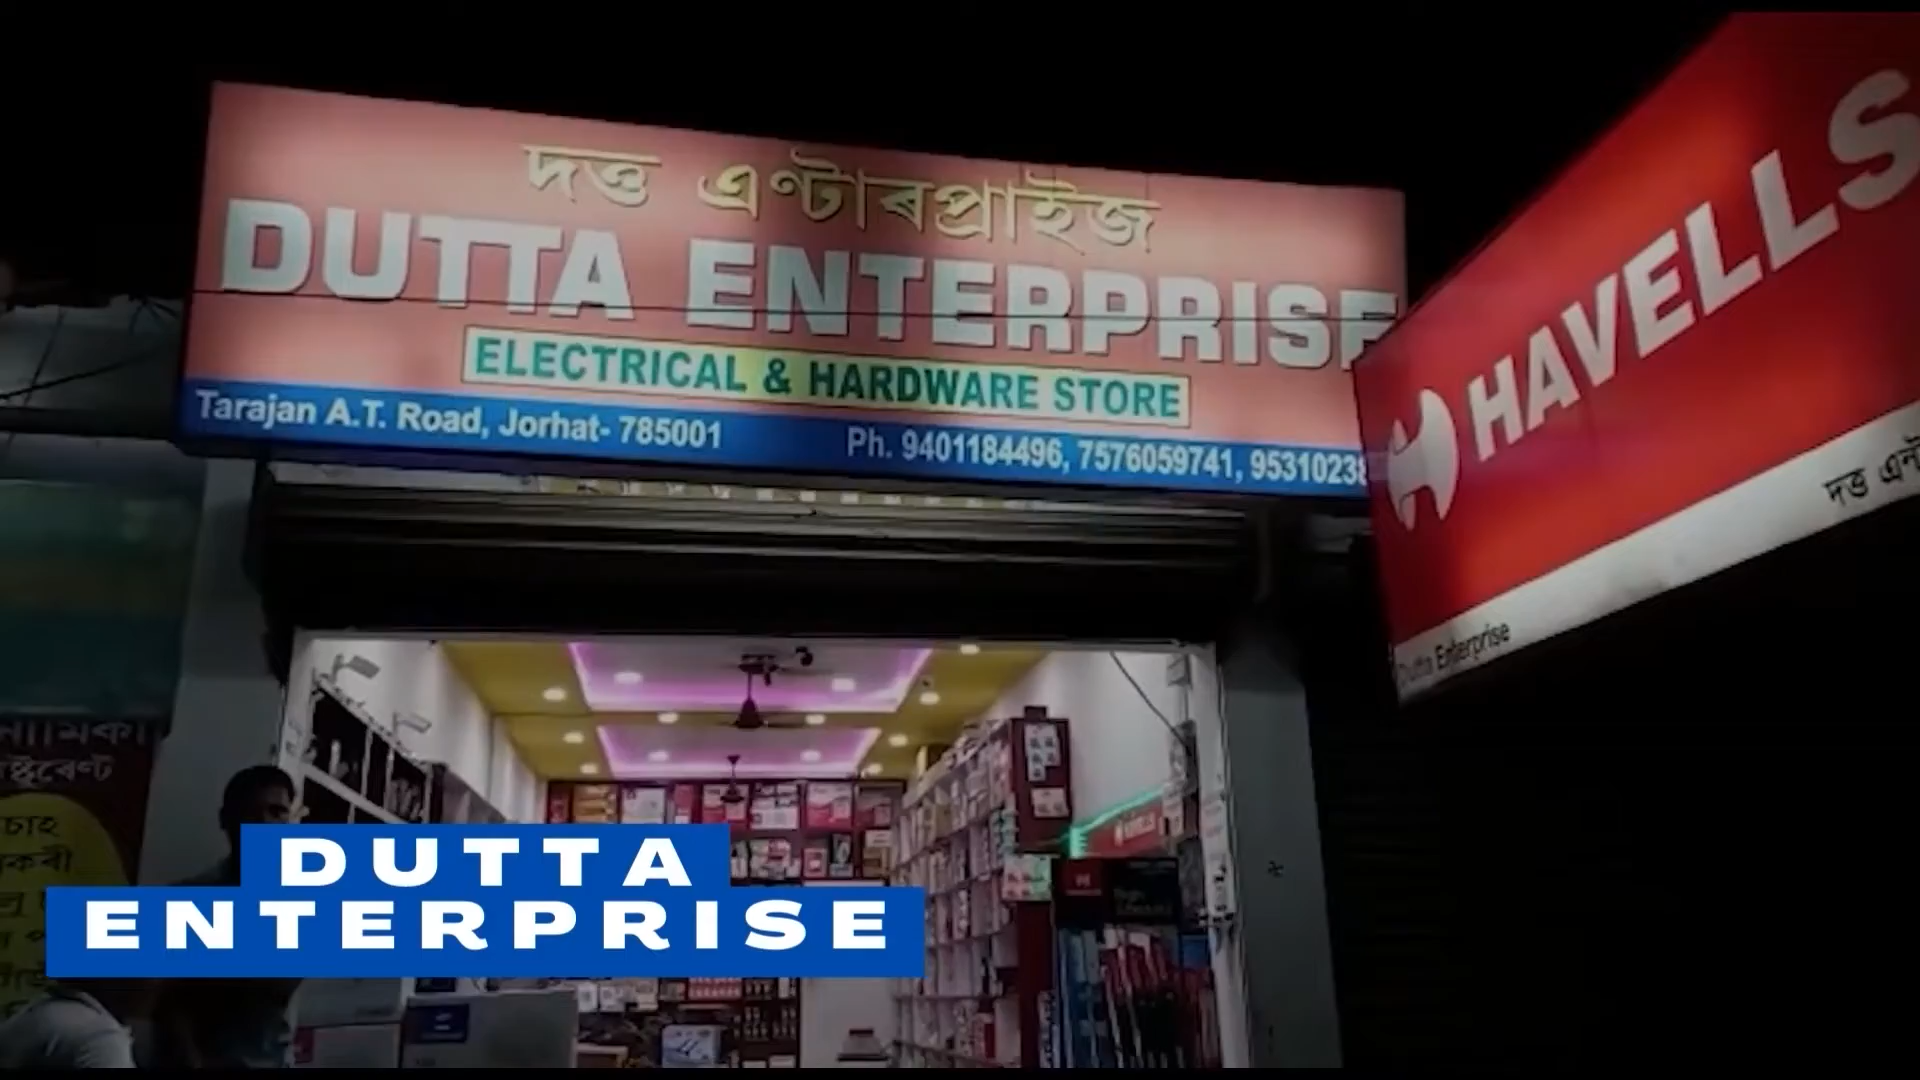 দত্ত এণ্টাৰপ্ৰাইজ
DUTTA ENTERPRISE
ELECTRICAL & HARDWARE STORE
Tarajan A.T. Road, Jorhat- 785001
Ph. 9401184496, 7576059741,
HAVELLS
দত্ত
Dutta Enterprise
চাহ
DUTTA
ENTERPRISE